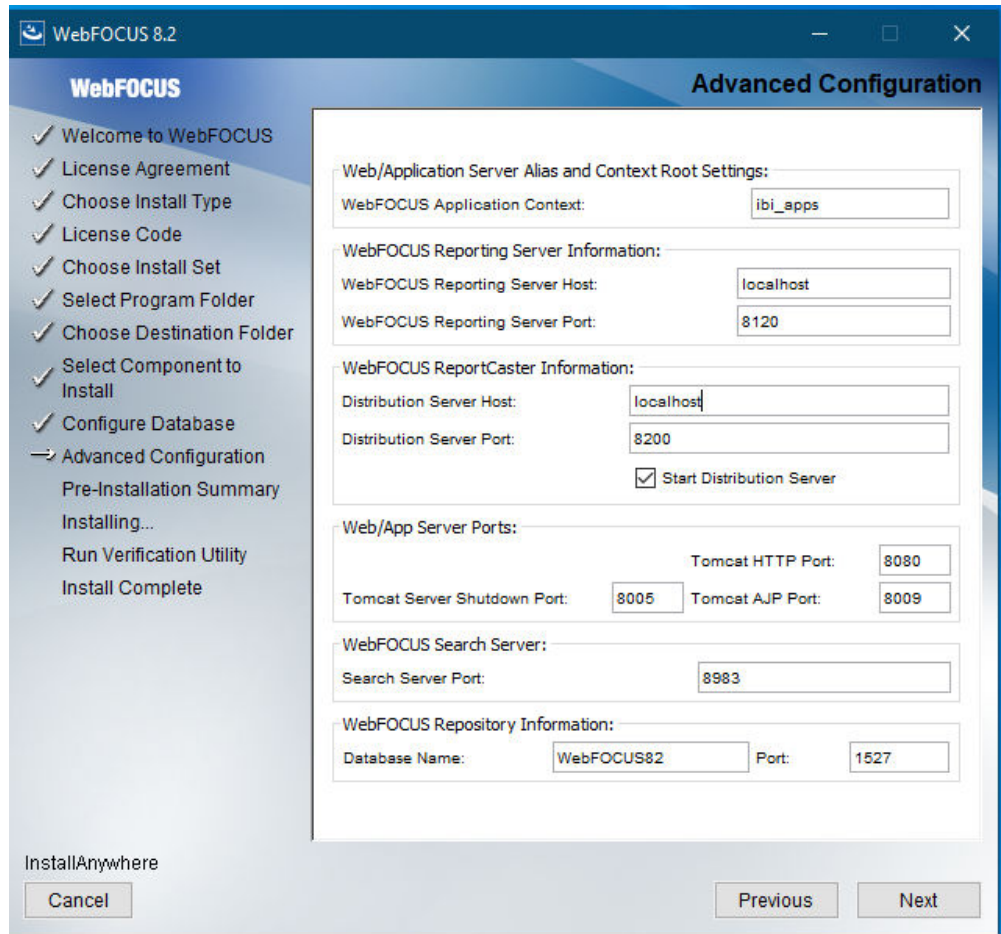 WebFOCUS 8.2
WebFOCUS
Advanced Configuration
Welcome to WebFOCUS
License Agreement
Choose Install Type
License Code
Choose Install Set
Select Program Folder
Choose Destination Folder
Select Component to
Install
Configure Database
Advanced Configuration
Pre-Installation Summary
Installing...
Run Verification Utility
Install Complete
Web/Application Server Alias and Context Root Settings:
WebFOCUS Application Context: ibi_apps
WebFOCUS Reporting Server Information:
WebFOCUS Reporting Server Host: localhost
WebFOCUS Reporting Server Port: 8120
WebFOCUS ReportCaster Information:
Distribution Server Host: localhost
Distribution Server Port: 8200
Start Distribution Server
Web/App Server Ports:
Tomcat HTTP Port: 8080
Tomcat Server Shutdown Port: 8005 Tomcat AJP Port: 8009
WebFOCUS Search Server:
Search Server Port: 8983
WebFOCUS Repository Information:
Database Name: WebFOCUS82 Port: 1527
InstallAnywhere
Cancel Previous Next